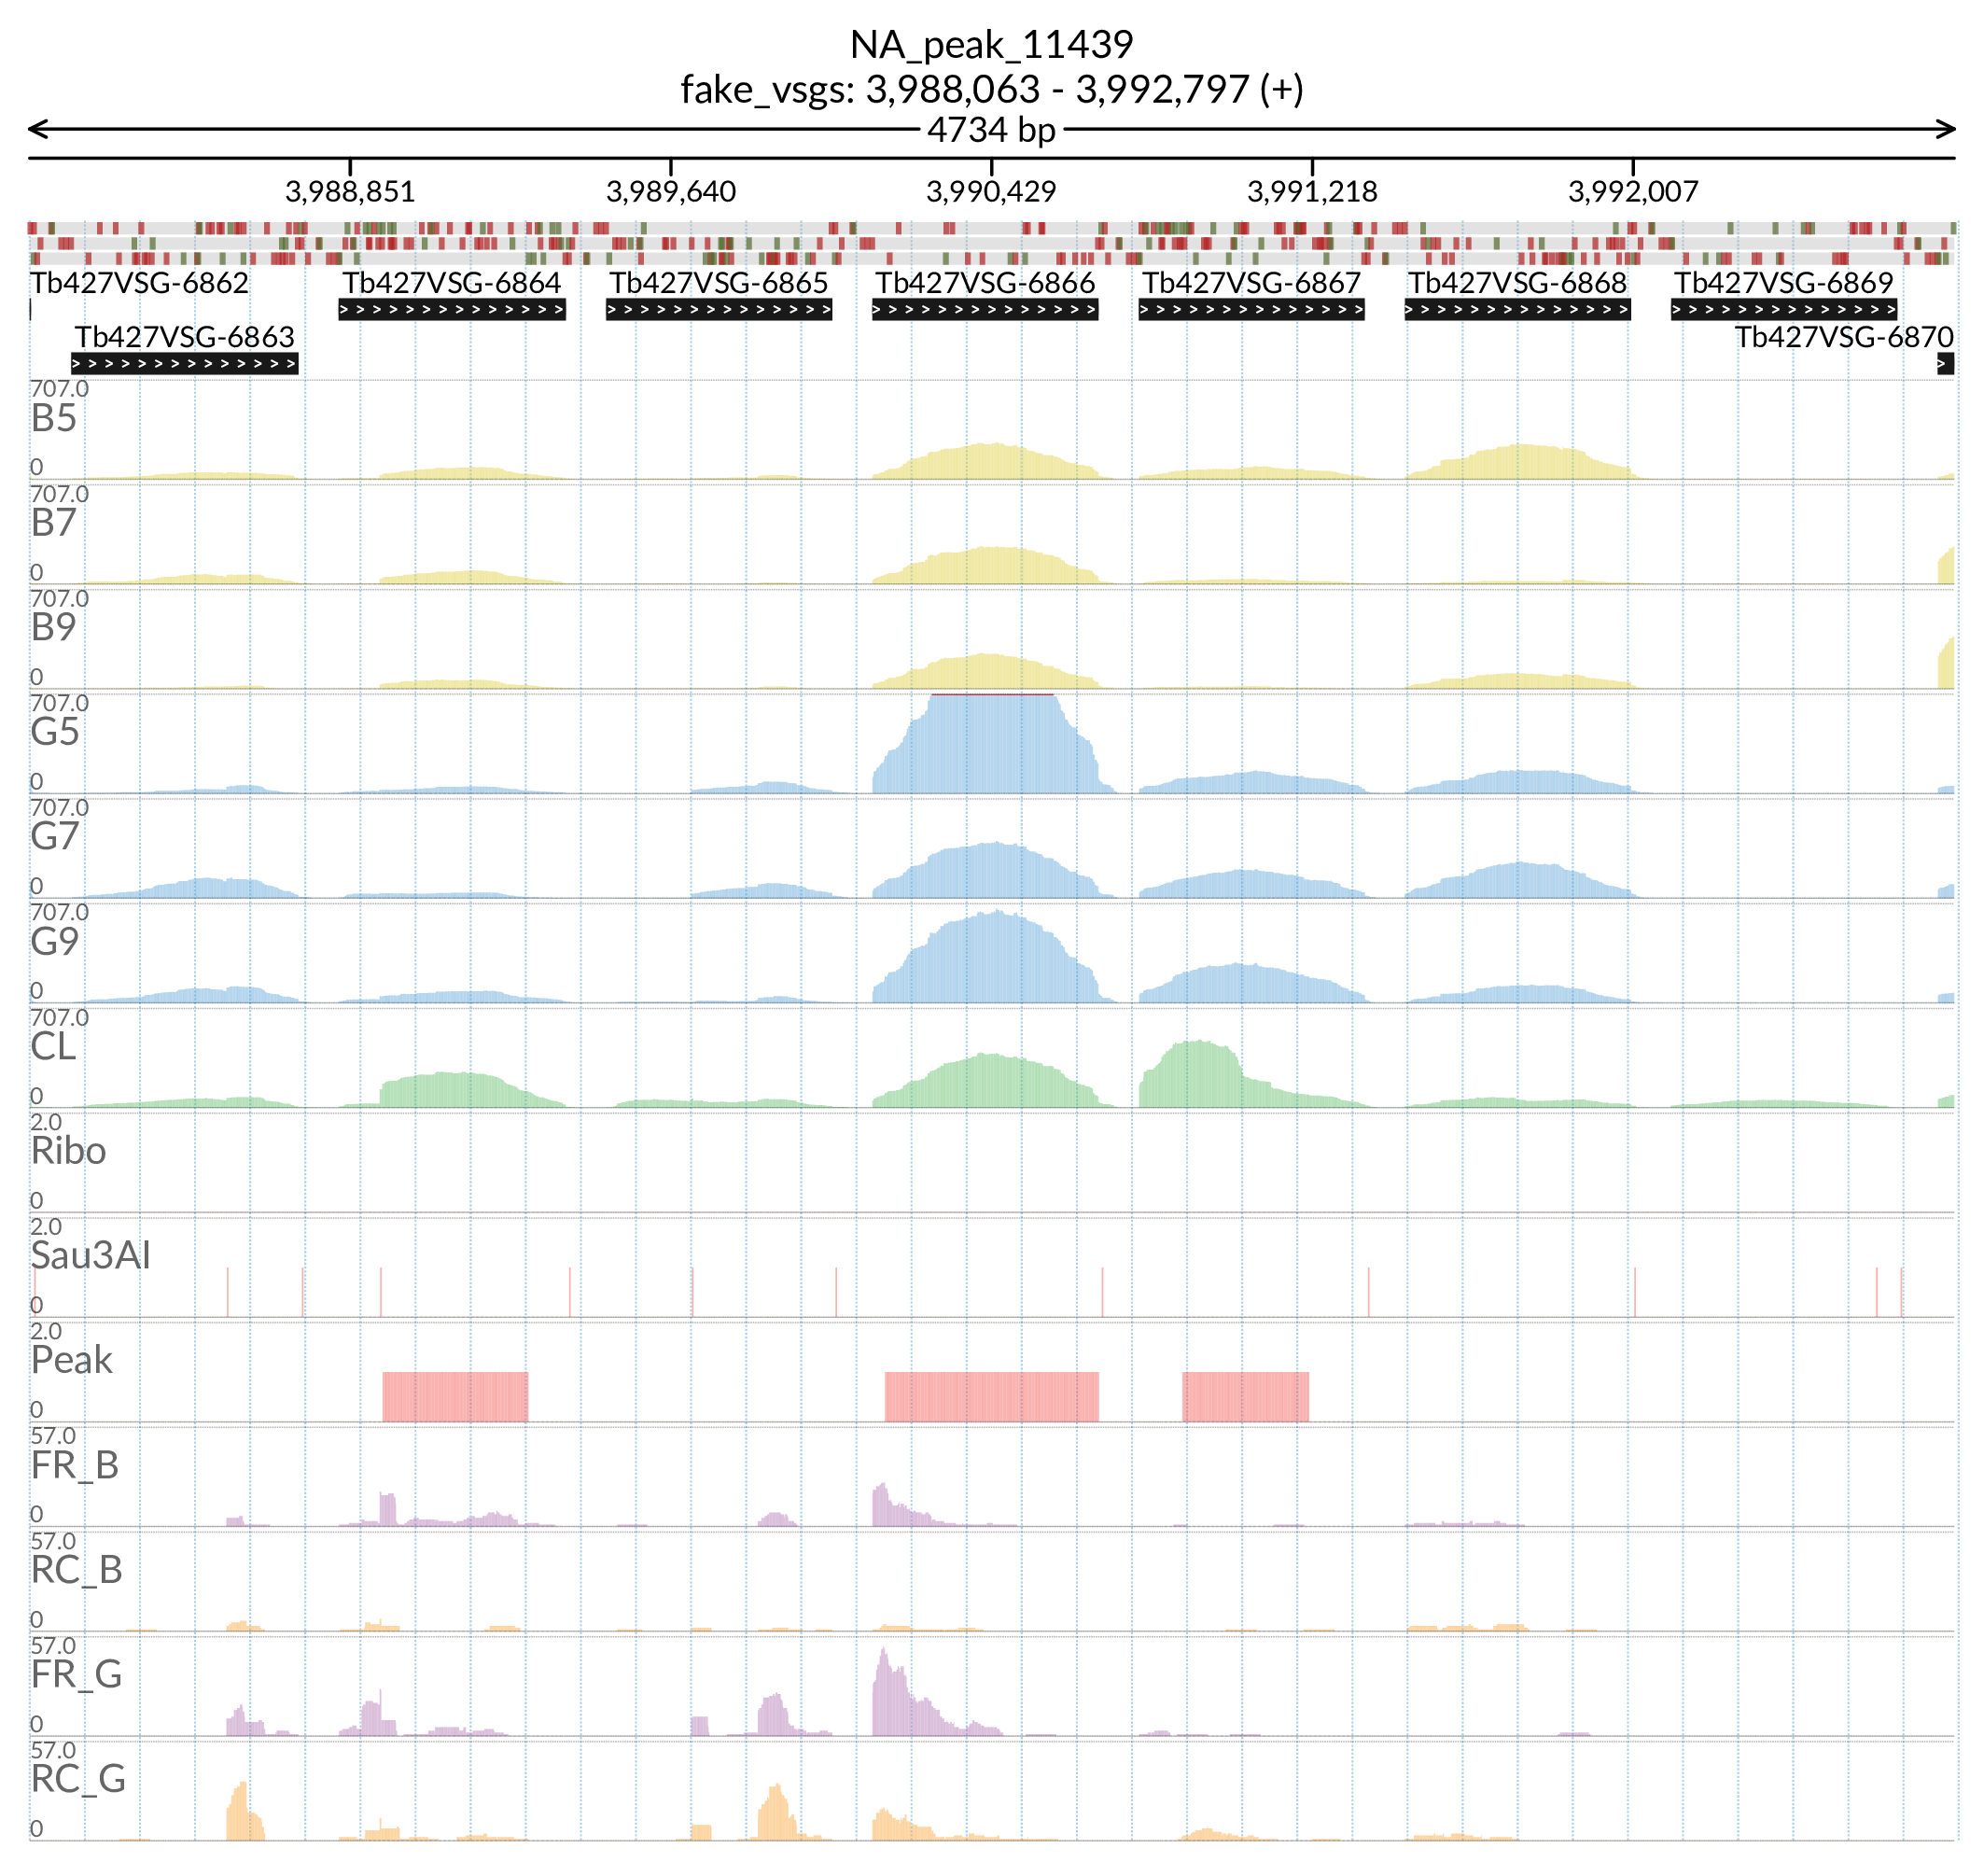 NA_peak_11439
fake_vsgs: 3,988,063 - 3,992,797 (+)
4734 bp
3,988,851 3,989,640 3,990,429 3,991,218 3,992,007
Tb427VSG-6862 Tb427VSG-6864 Tb427VSG-6865 Tb427VSG-6866 Tb427VSG-6867 Tb427VSG-6868 Tb427VSG-6869
Tb427VSG-6863 Tb427VSG-6870
707.0
B5
0
707.0
B7
0
707.0
B9
0
707.0
G5
0
707.0
G7
0
707.0
G9
0
707.0
CL
0
2.0
Ribo
0
2.0
Sau3AI
0
2.0
Peak
0
57.0
FR_B
0
57.0
RC_B
0
57.0
FR_G
0
57.0
RC_G
0